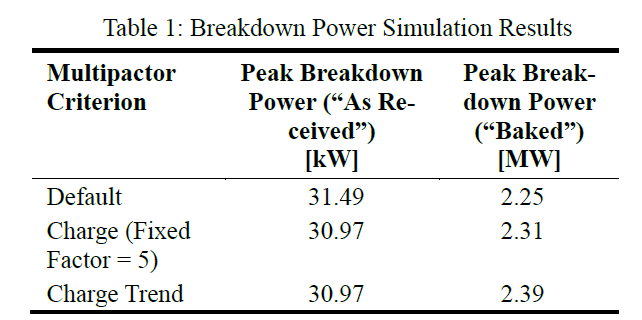 Table 1: Breakdown Power Simulation Results
Multipactor Criterion | Peak Breakdown Power (“As Re-ceived”) [kW] | Peak Break-down Power (“Baked”) [MW]
Default 31.49 2.25
Charge (Fixed Factor = 5) 30.97 2.31
Charge Trend 30.97 2.39